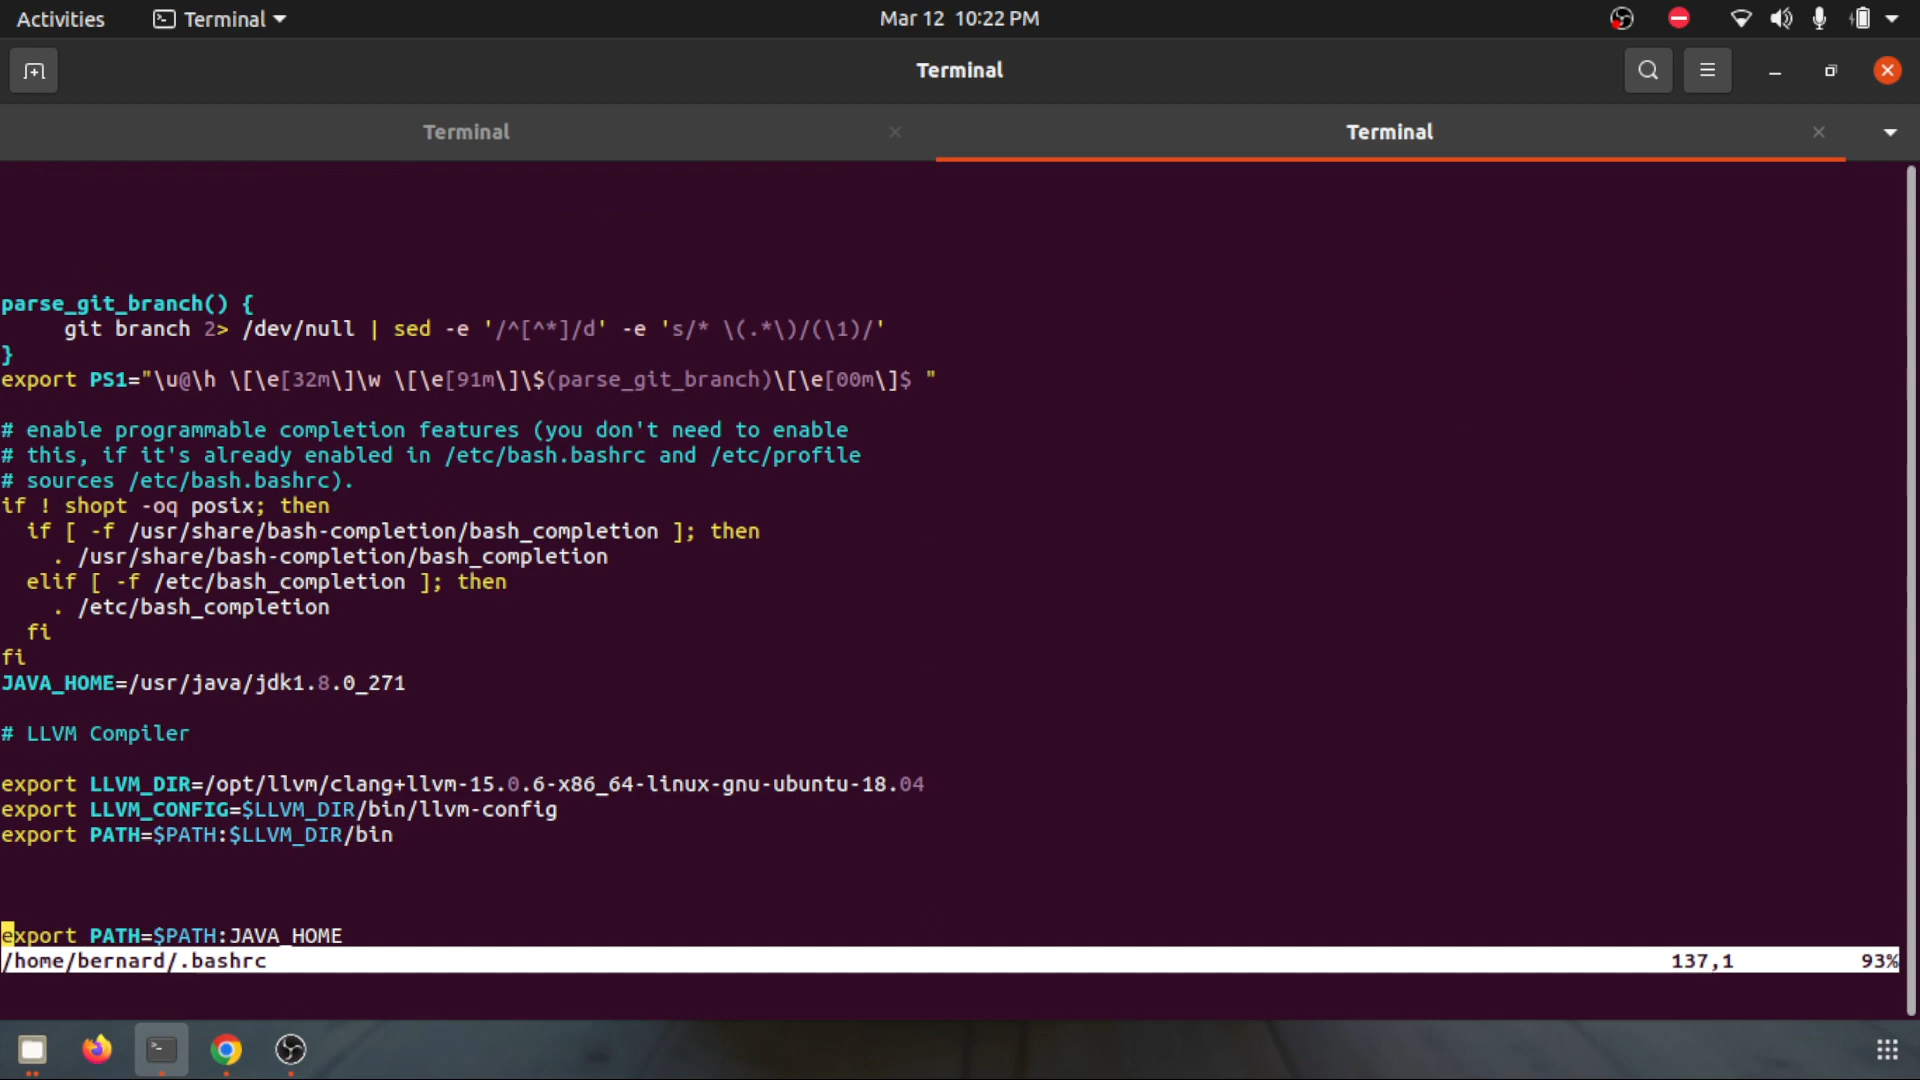 Activities
Terminal
Mar 12  10:22 PM
Terminal
Terminal
Terminal
parse_git_branch() {
     git branch 2> /dev/null | sed -e '/^[^*]/d' -e 's/* \(.*\)/(\1)/'
}
export PS1="\u@\h \[\e[32m\]\w \[\e[91m\]\$(parse_git_branch)\[\e[00m\]$ "
# enable programmable completion features (you don't need to enable
# this, if it's already enabled in /etc/bash.bashrc and /etc/profile
# sources /etc/bash.bashrc).
if ! shopt -oq posix; then
  if [ -f /usr/share/bash-completion/bash_completion ]; then
    . /usr/share/bash-completion/bash_completion
  elif [ -f /etc/bash_completion ]; then
    . /etc/bash_completion
  fi
fi
JAVA_HOME=/usr/java/jdk1.8.0_271
# LLVM Compiler
export LLVM_DIR=/opt/llvm/clang+llvm-15.0.6-x86_64-linux-gnu-ubuntu-18.04
export LLVM_CONFIG=$LLVM_DIR/bin/llvm-config
export PATH=$PATH:$LLVM_DIR/bin
export PATH=$PATH:JAVA_HOME
/home/bernard/.bashrc 137,1 93%